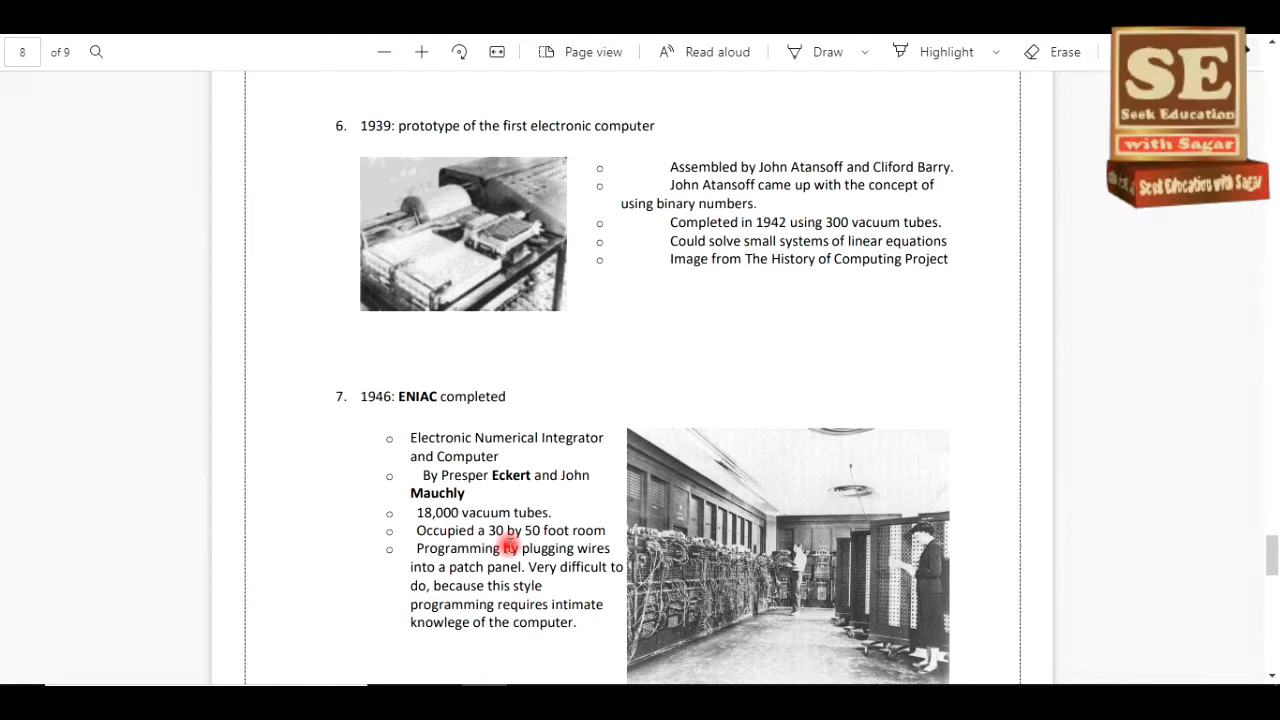 8 of 9 Page view Read aloud Draw Highlight Erase
SE
Seek Education
with Sagar
Seek Education with Sagar
6. 1939: prototype of the first electronic computer
o Assembled by John Atansoff and Cliford Barry.
o John Atansoff came up with the concept of
using binary numbers.
o Completed in 1942 using 300 vacuum tubes.
o Could solve small systems of linear equations
o Image from The History of Computing Project
7. 1946: ENIAC completed
o Electronic Numerical Integrator
and Computer
o By Presper Eckert and John
Mauchly
o 18,000 vacuum tubes.
o Occupied a 30 by 50 foot room
o Programming by plugging wires
into a patch panel. Very difficult to
do, because this style
programming requires intimate
knowlege of the computer.